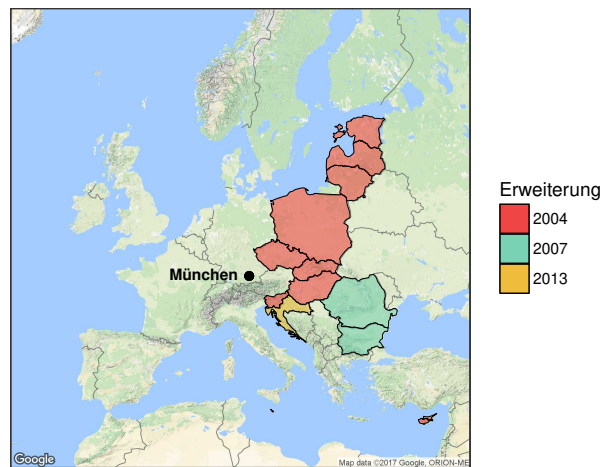 Erweiterung
2004
2007
2013
München
Google
Map data ©2017 Google, ORION-ME